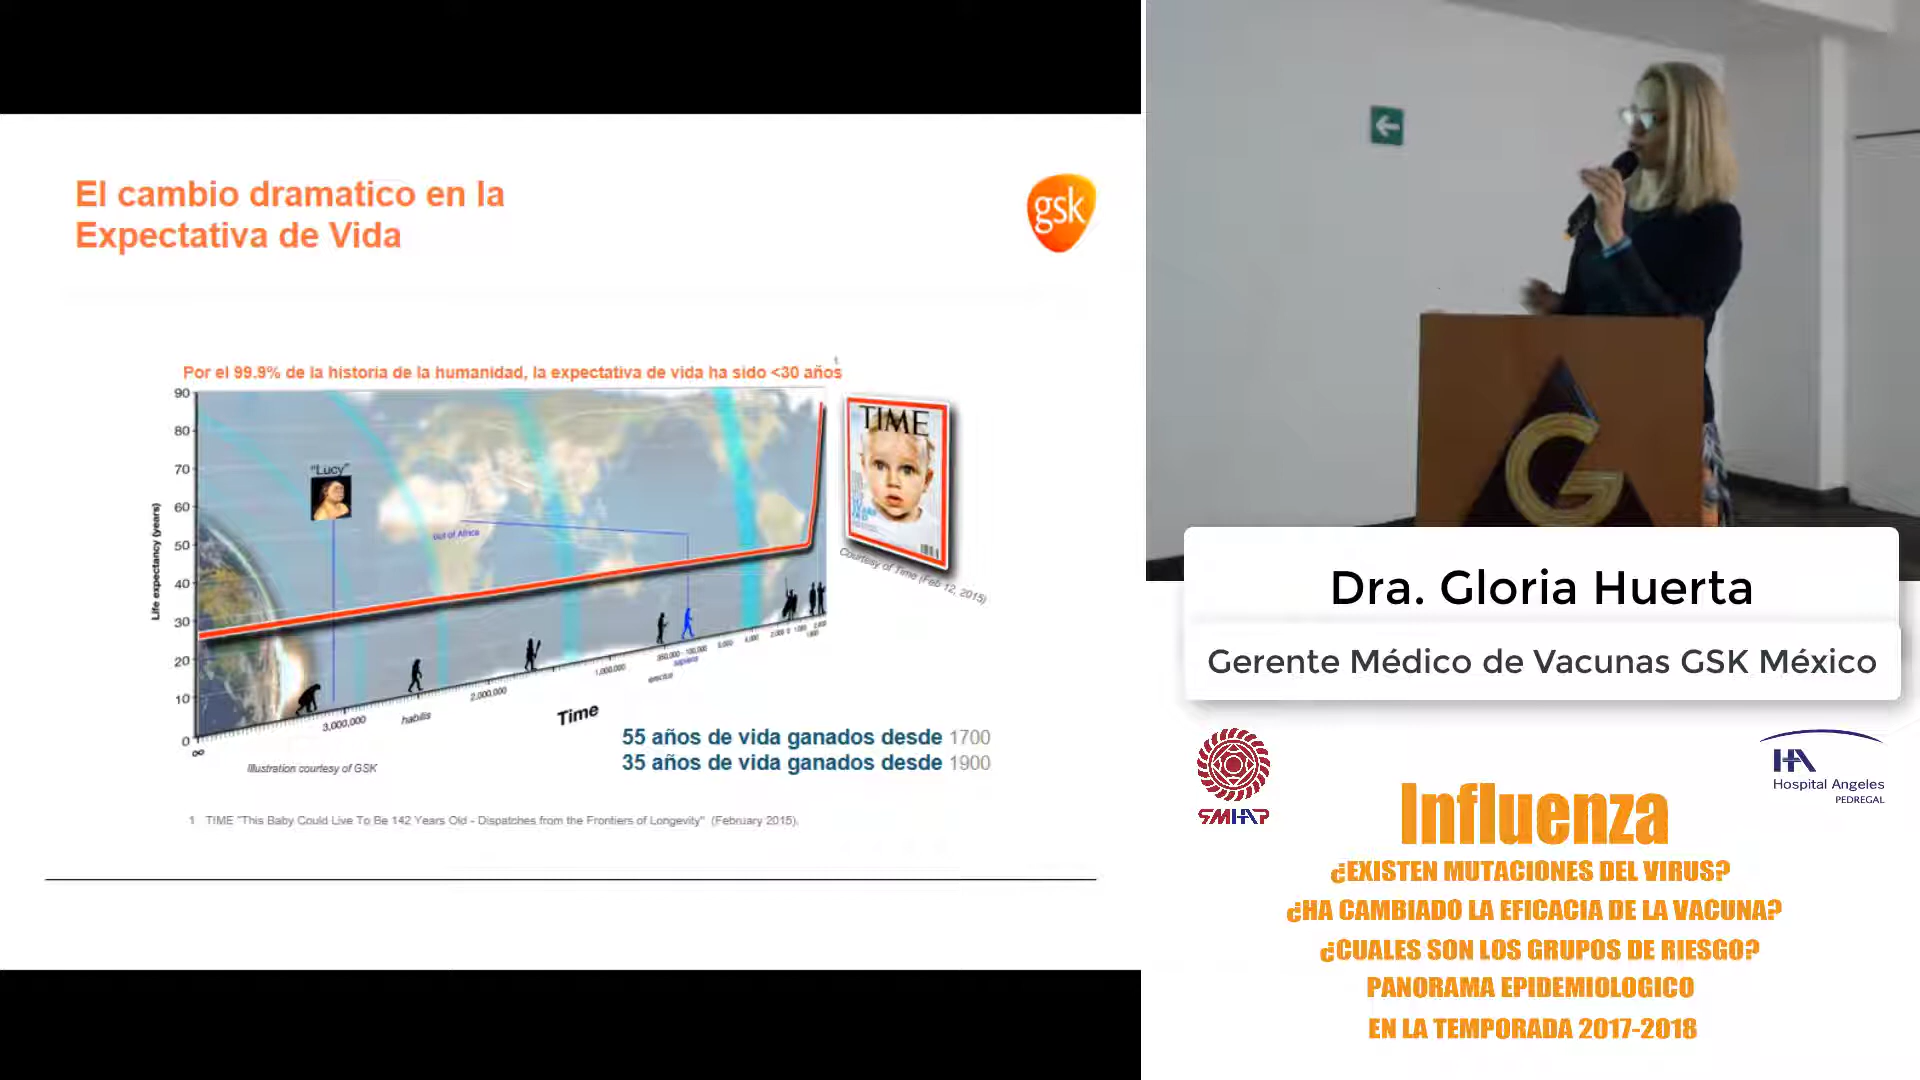 El cambio dramatico en la
Expectativa de Vida
gsk
Por el 99.9% de la historia de la humanidad, la expectativa de vida ha sido <30 años
1
90
80
70
60
50
40
30
20
10
0
Life expectancy (years)
"Lucy"
out of Africa
TIME
Courtesy of Time (Feb 12, 2015)
∞
3,000,000
habilis
2,000,000
1,000,000
erectus
350,000 - 100,000
sapiens
Time
55 años de vida ganados desde 1700
35 años de vida ganados desde 1900
Illustration courtesy of GSK
1 TIME "This Baby Could Live To Be 142 Years Old - Dispatches from the Frontiers of Longevity" (February 2015).
G
Dra. Gloria Huerta
Gerente Médico de Vacunas GSK México
SMHAP
HA
Hospital Angeles
PEDREGAL
Influenza
¿EXISTEN MUTACIONES DEL VIRUS?
¿HA CAMBIADO LA EFICACIA DE LA VACUNA?
¿CUALES SON LOS GRUPOS DE RIESGO?
PANORAMA EPIDEMIOLOGICO
EN LA TEMPORADA 2017-2018